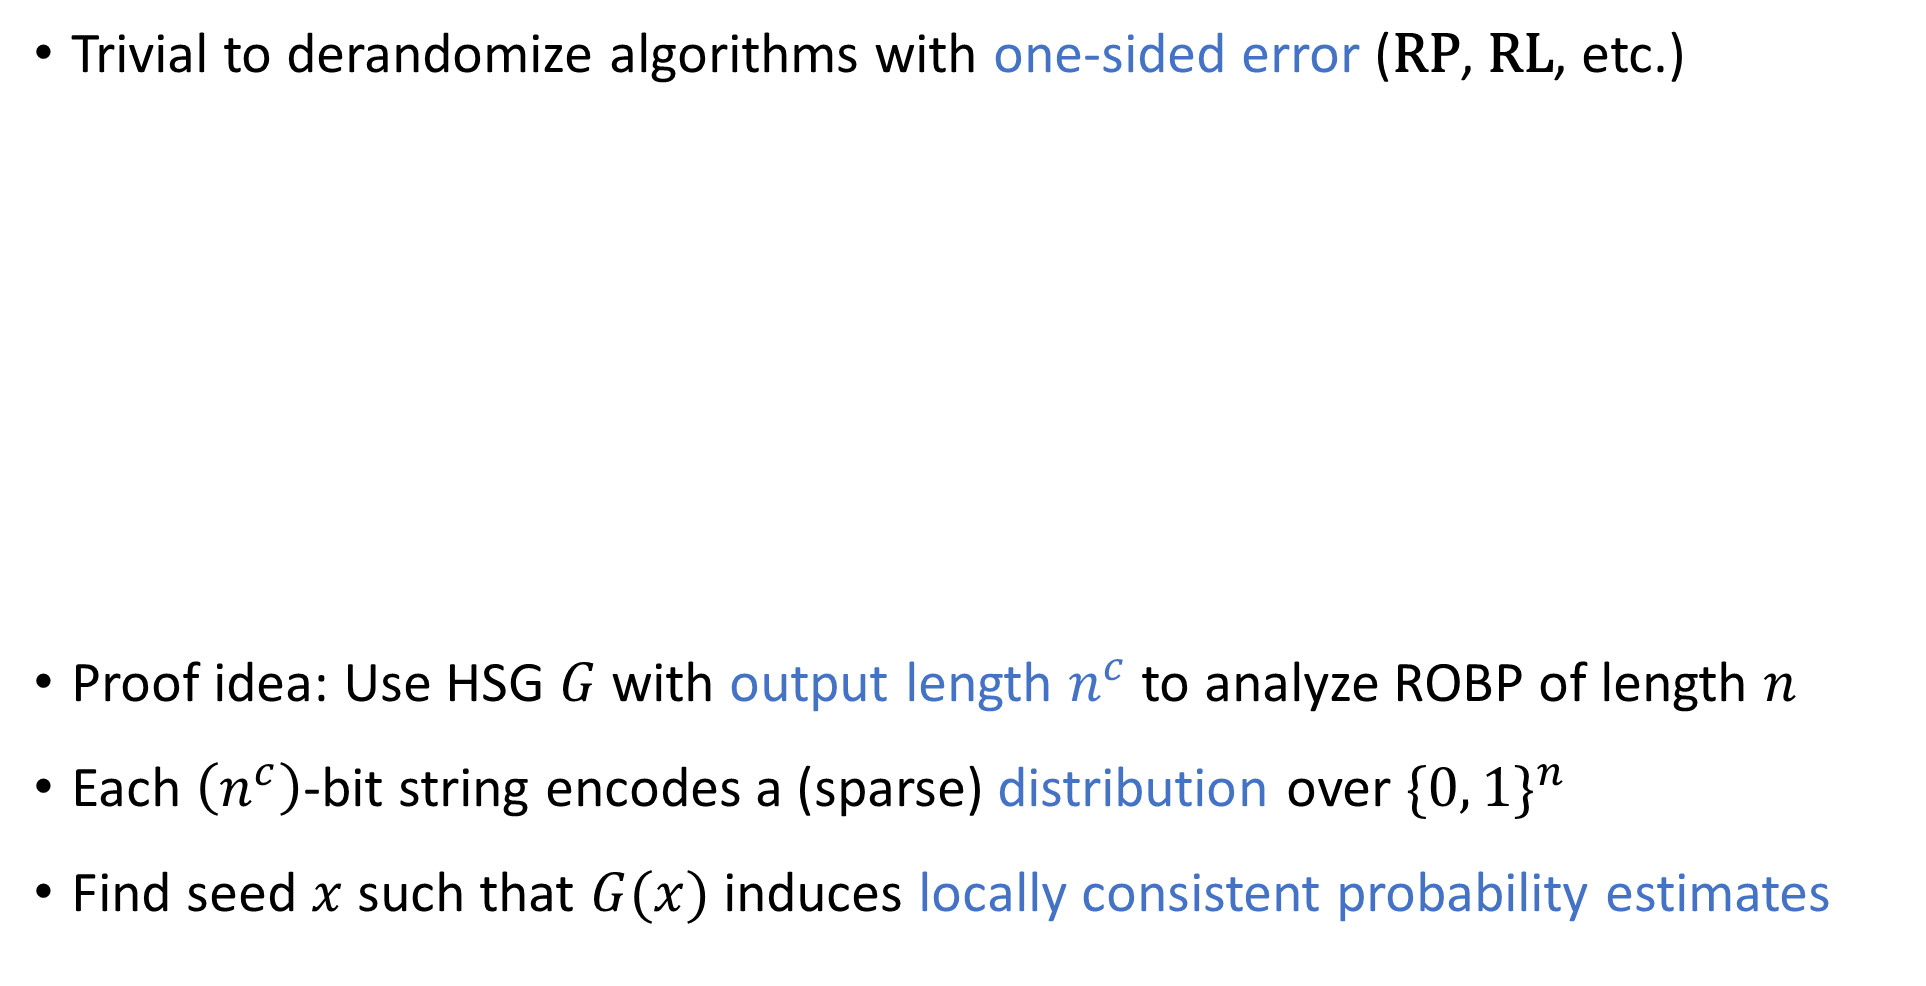 • Trivial to derandomize algorithms with one-sided error (RP, RL, etc.)
• Proof idea: Use HSG 𝐺 with output length 𝑛ᶜ to analyze ROBP of length 𝑛
• Each (𝑛ᶜ)-bit string encodes a (sparse) distribution over {0, 1}ⁿ
• Find seed 𝑥 such that 𝐺(𝑥) induces locally consistent probability estimates